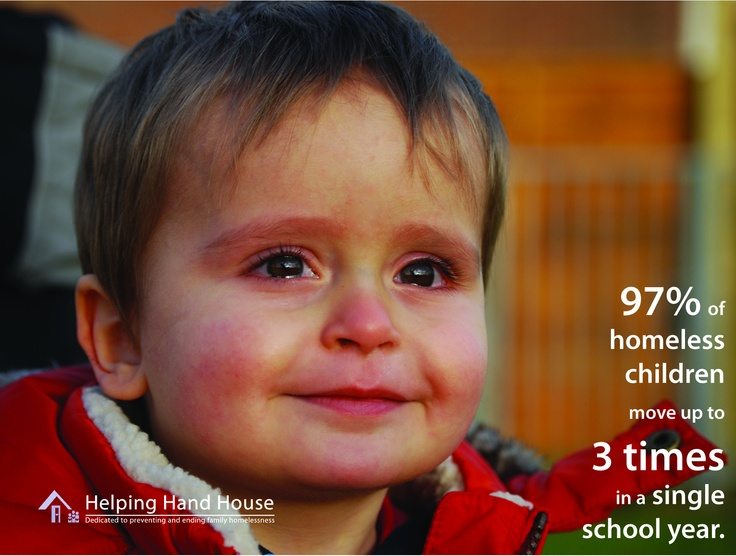 97% of
homeless
children
move up to
3 times
in a single
school year.
Helping Hand House
Dedicated to preventing and ending family homelessness